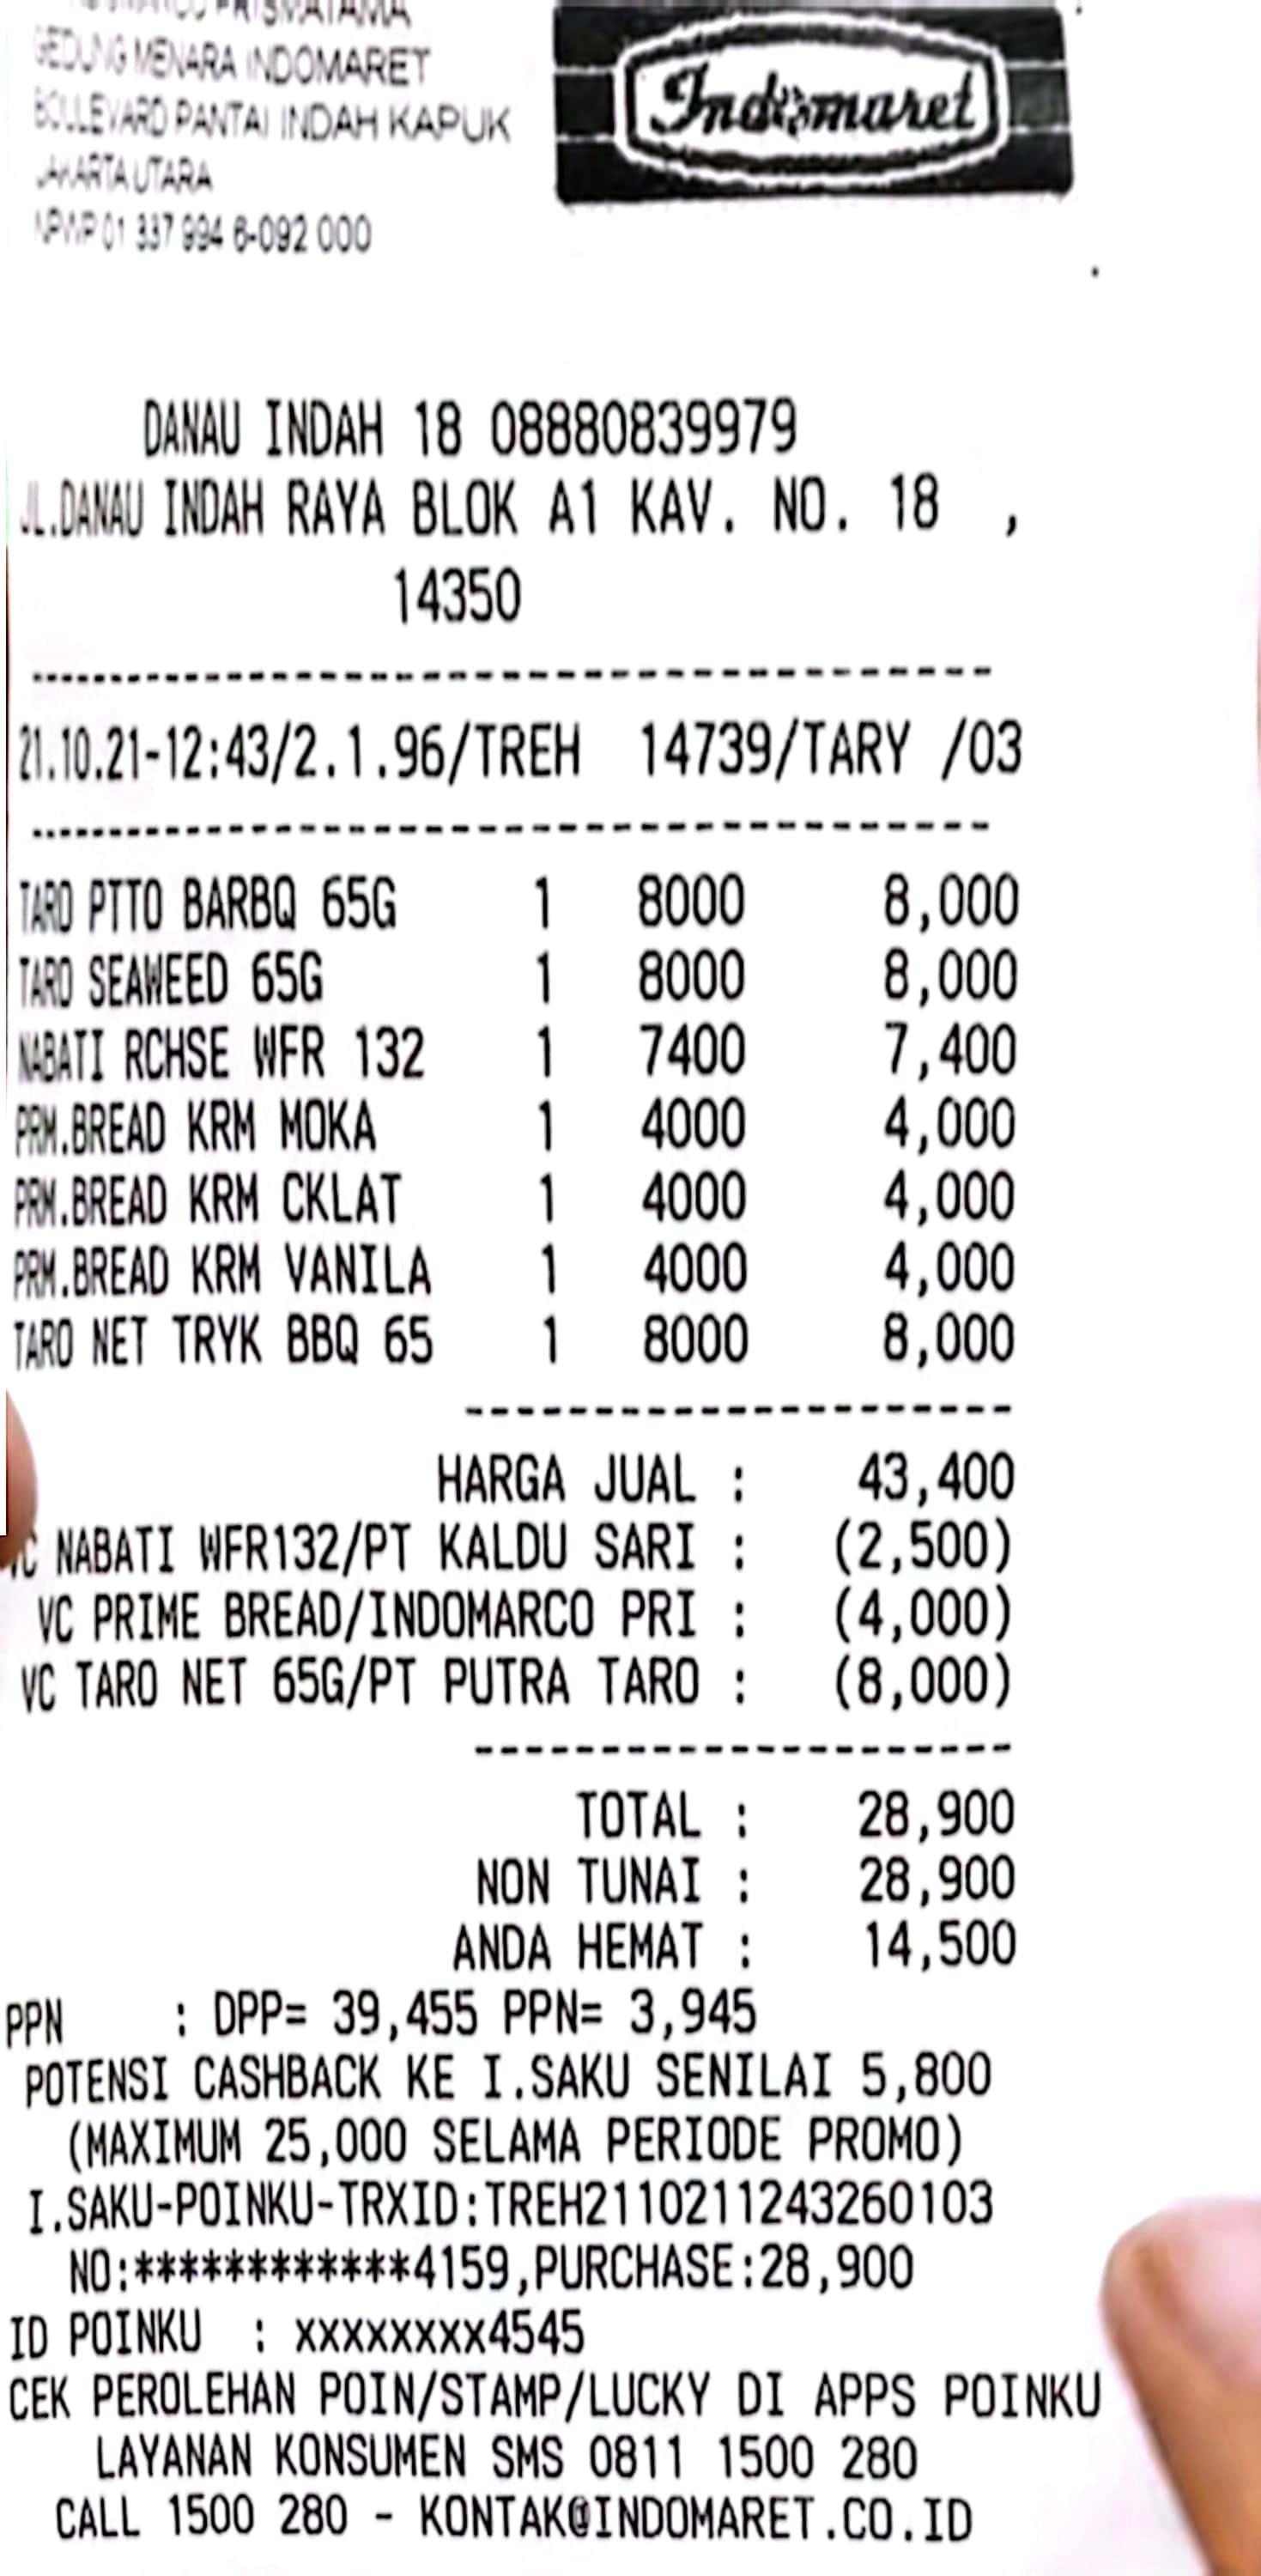 PRISMATAMA
GEDUNG MENARA INDOMARET
BOULEVARD PANTAI INDAH KAPUK
JAKARTA UTARA
NPWP 01 337 994 6-092 000
Indomaret
DANAU INDAH 18 08880839979
JL.DANAU INDAH RAYA BLOK A1 KAV. NO. 18 ,
14350
21.10.21-12:43/2.1.96/TREH 14739/TARY /03
TARO PTTO BARBQ 65G 1 8000 8,000
TARO SEAWEED 65G 1 8000 8,000
NABATI RCHSE WFR 132 1 7400 7,400
PRM.BREAD KRM MOKA 1 4000 4,000
PRM.BREAD KRM CKLAT 1 4000 4,000
PRM.BREAD KRM VANILA 1 4000 4,000
TARO NET TRYK BBQ 65 1 8000 8,000
HARGA JUAL : 43,400
VC NABATI WFR132/PT KALDU SARI : (2,500)
VC PRIME BREAD/INDOMARCO PRI : (4,000)
VC TARO NET 65G/PT PUTRA TARO : (8,000)
TOTAL : 28,900
NON TUNAI : 28,900
ANDA HEMAT : 14,500
PPN : DPP= 39,455 PPN= 3,945
POTENSI CASHBACK KE I.SAKU SENILAI 5,800
(MAXIMUM 25,000 SELAMA PERIODE PROMO)
I.SAKU-POINKU-TRXID:TREH2110211243260103
NO:************4159,PURCHASE:28,900
ID POINKU : xxxxxxxx4545
CEK PEROLEHAN POIN/STAMP/LUCKY DI APPS POINKU
LAYANAN KONSUMEN SMS 0811 1500 280
CALL 1500 280 - KONTAK@INDOMARET.CO.ID